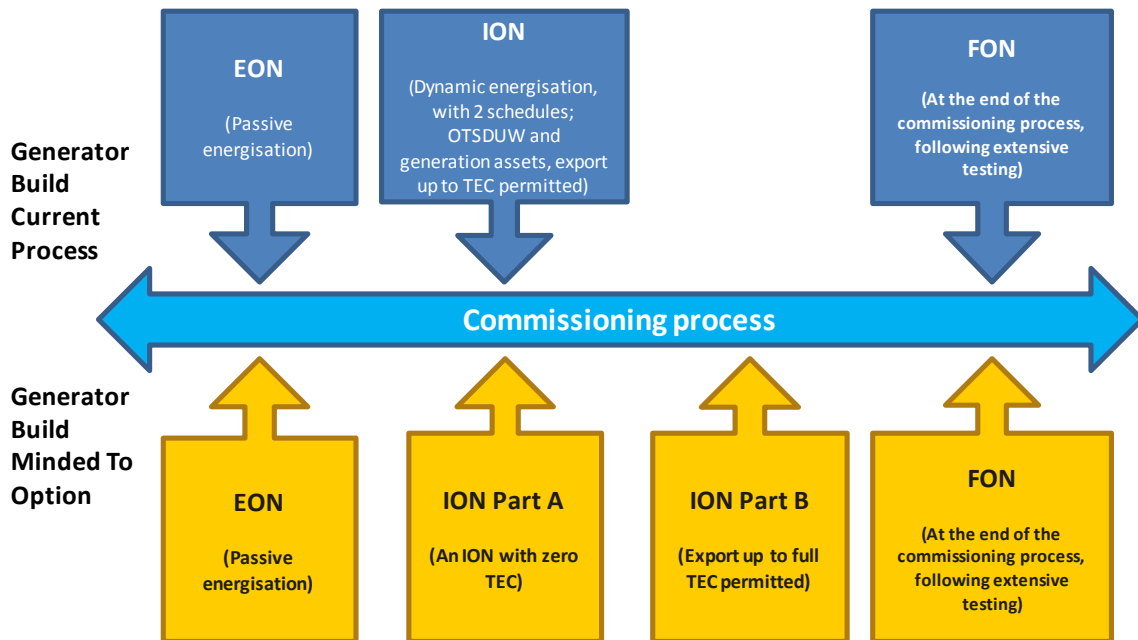 EON
(Passive
energisation)
ION
(Dynamic energisation,
with 2 schedules;
OTSDUW and
generation assets, export
up to TEC permitted)
FON
(At the end of the
commissioning process,
following extensive
testing)
Generator
Build
Current
Process
Commissioning process
Generator
Build
Minded To
Option
EON
(Passive
energisation)
ION Part A
(An ION with zero
TEC)
ION Part B
(Export up to full
TEC permitted)
FON
(At the end of the
commissioning process,
following extensive
testing)